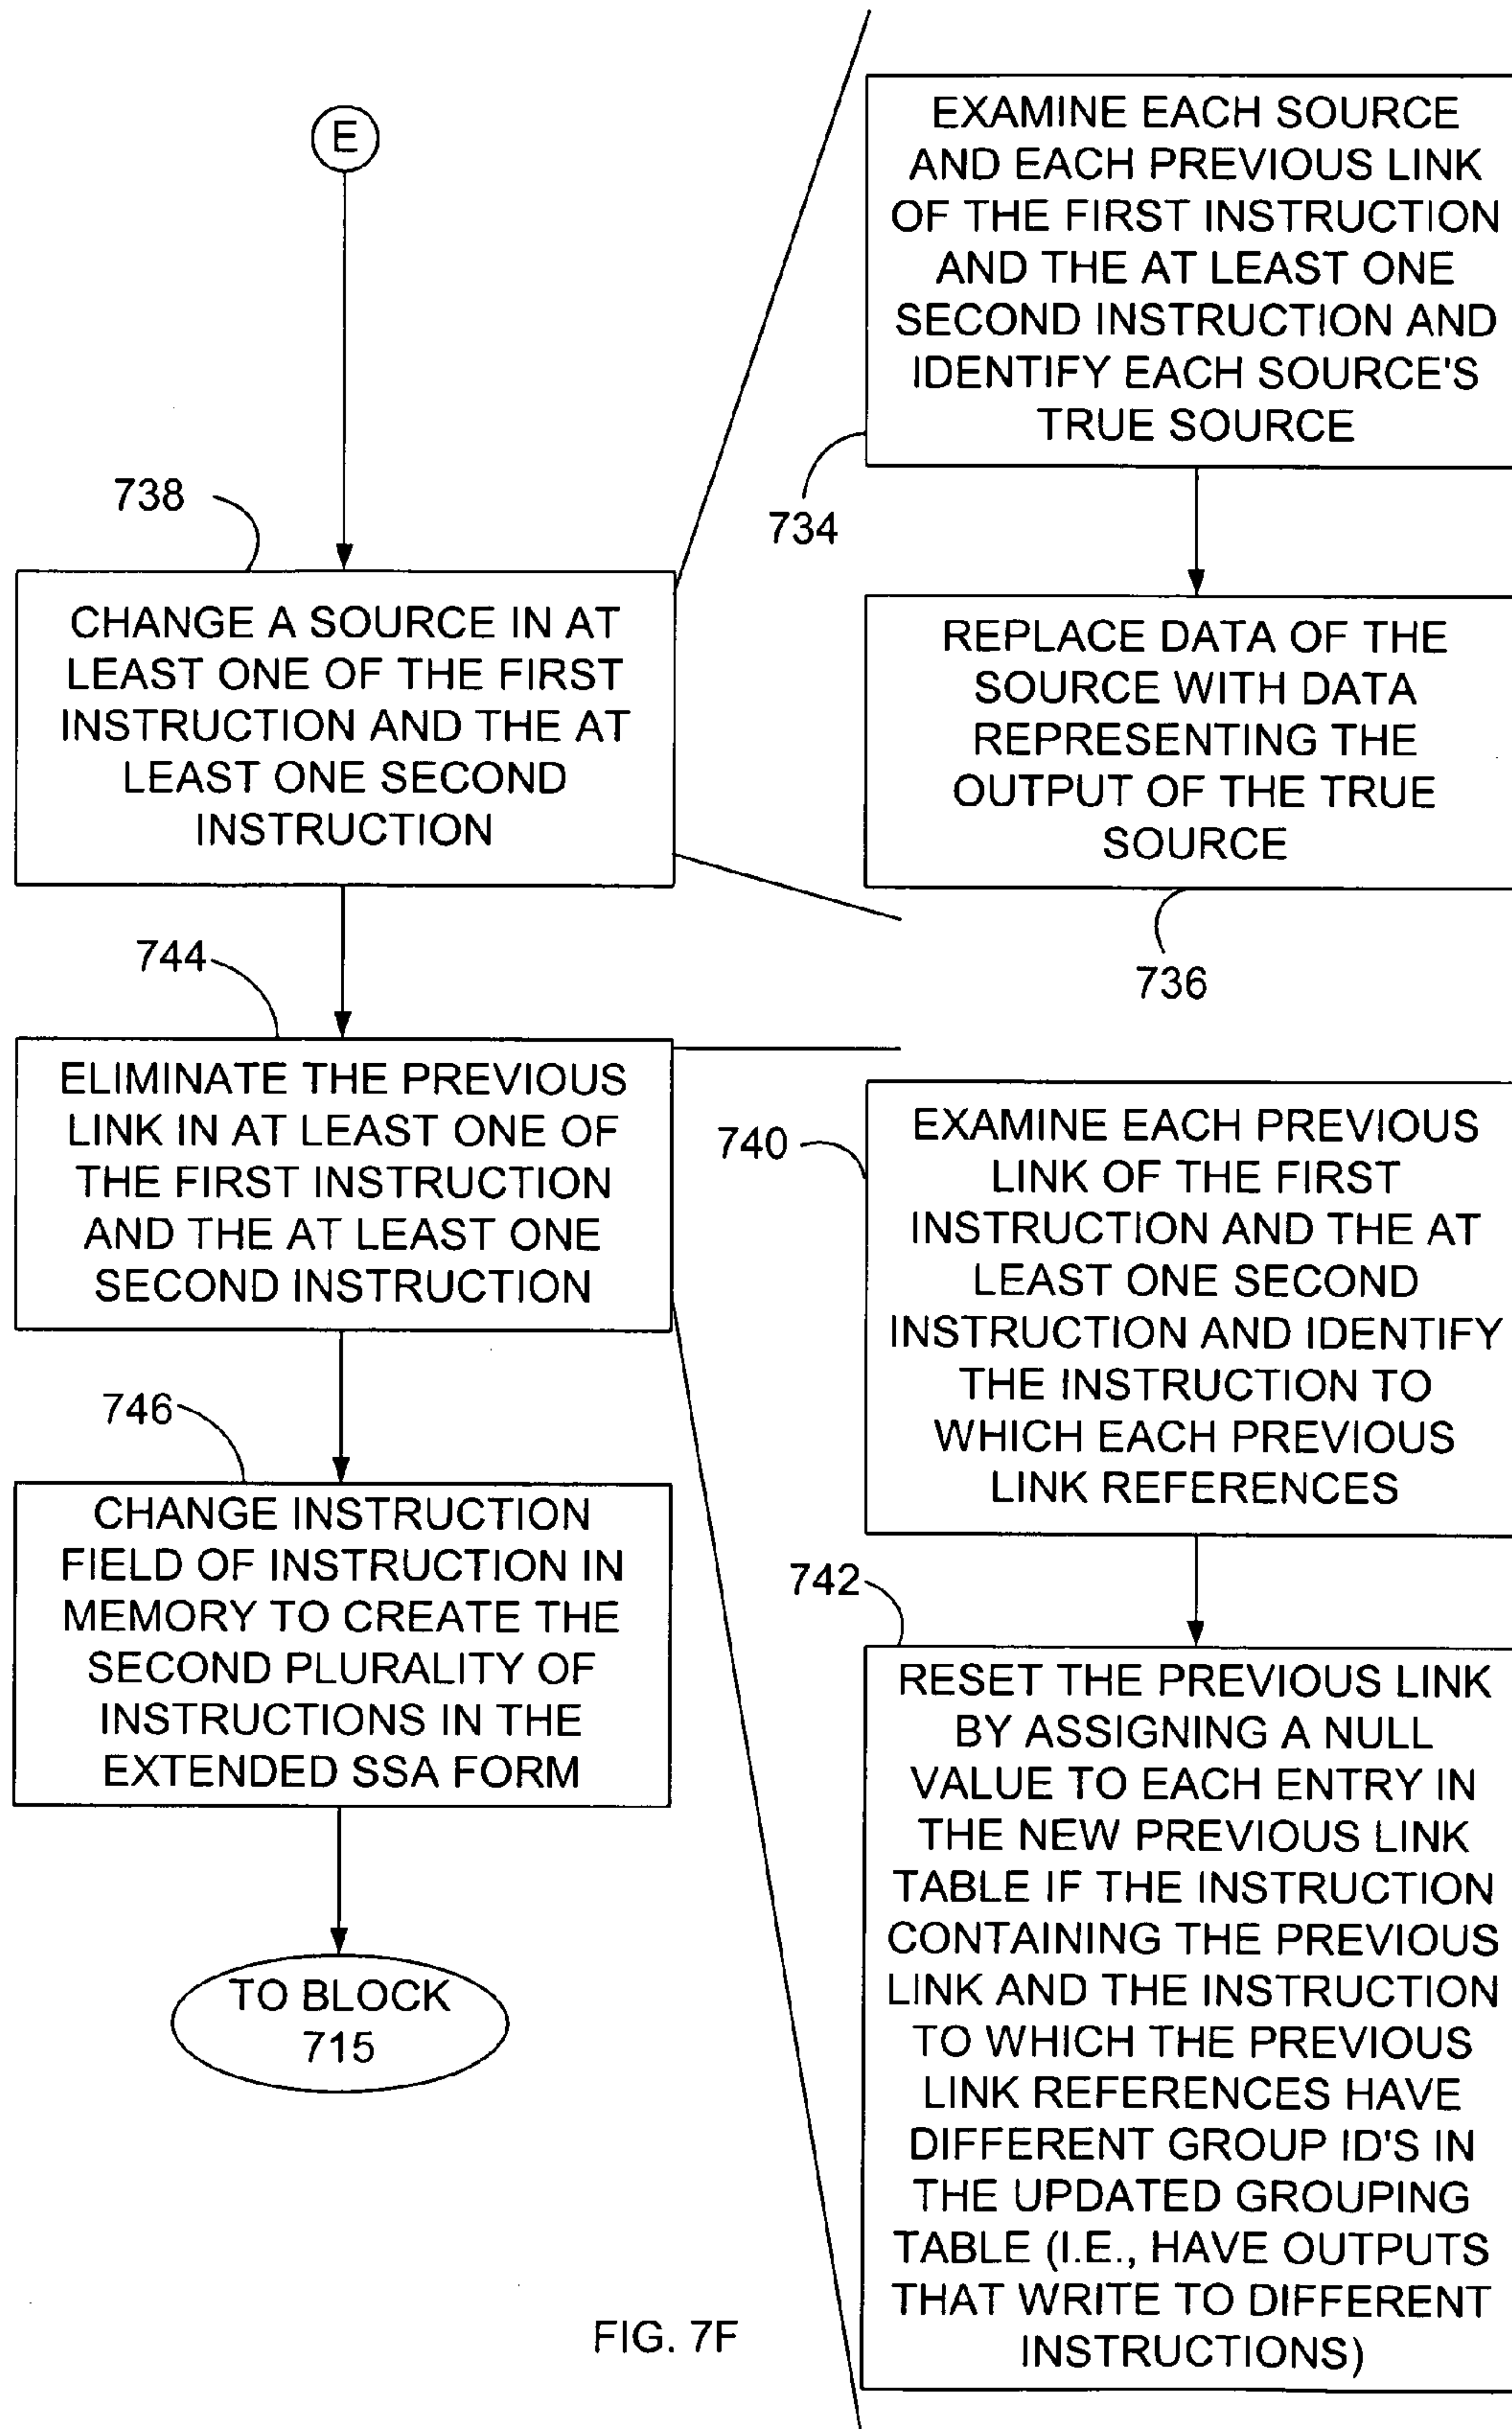 E
738
CHANGE A SOURCE IN AT
LEAST ONE OF THE FIRST
INSTRUCTION AND THE AT
LEAST ONE SECOND
INSTRUCTION
EXAMINE EACH SOURCE
AND EACH PREVIOUS LINK
OF THE FIRST INSTRUCTION
AND THE AT LEAST ONE
SECOND INSTRUCTION AND
IDENTIFY EACH SOURCE'S
TRUE SOURCE
734
REPLACE DATA OF THE
SOURCE WITH DATA
REPRESENTING THE
OUTPUT OF THE TRUE
SOURCE
736
744
ELIMINATE THE PREVIOUS
LINK IN AT LEAST ONE OF
THE FIRST INSTRUCTION
AND THE AT LEAST ONE
SECOND INSTRUCTION
740
EXAMINE EACH PREVIOUS
LINK OF THE FIRST
INSTRUCTION AND THE AT
LEAST ONE SECOND
INSTRUCTION AND IDENTIFY
THE INSTRUCTION TO
WHICH EACH PREVIOUS
LINK REFERENCES
742
RESET THE PREVIOUS LINK
BY ASSIGNING A NULL
VALUE TO EACH ENTRY IN
THE NEW PREVIOUS LINK
TABLE IF THE INSTRUCTION
CONTAINING THE PREVIOUS
LINK AND THE INSTRUCTION
TO WHICH THE PREVIOUS
LINK REFERENCES HAVE
DIFFERENT GROUP ID'S IN
THE UPDATED GROUPING
TABLE (I.E., HAVE OUTPUTS
THAT WRITE TO DIFFERENT
INSTRUCTIONS)
746
CHANGE INSTRUCTION
FIELD OF INSTRUCTION IN
MEMORY TO CREATE THE
SECOND PLURALITY OF
INSTRUCTIONS IN THE
EXTENDED SSA FORM
TO BLOCK
715
FIG. 7F